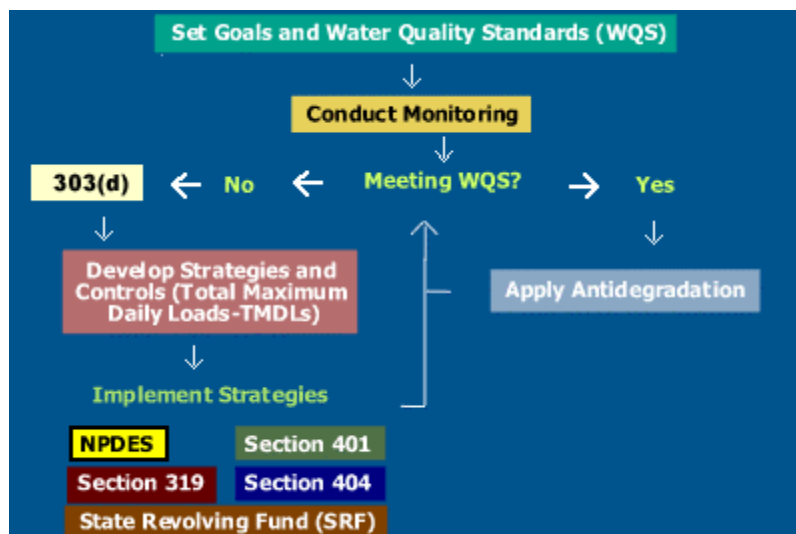 Set Goals and Water Quality Standards (WQS)
Conduct Monitoring
303(d)
No
Meeting WQS?
Yes
Develop Strategies and
Controls (Total Maximum
Daily Loads-TMDLs)
Apply Antidegradation
Implement Strategies
NPDES
Section 401
Section 319
Section 404
State Revolving Fund (SRF)